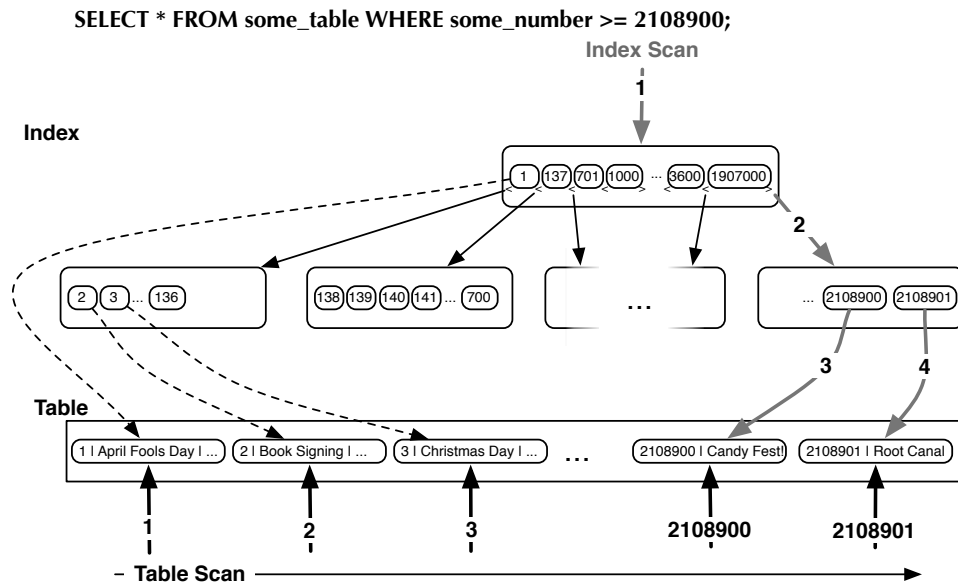 SELECT * FROM some_table WHERE some_number >= 2108900;
Index Scan
1
Index
1 137 701 1000 ... 3600 1907000
< < < > < >
2
2 3 ... 136
138 139 140 141 ... 700
...
... 2108900 2108901
3 4
Table
1 | April Fools Day | ... 2 | Book Signing | ... 3 | Christmas Day | ... ... 2108900 | Candy Fest! 2108901 | Root Canal
1 2 3 2108900 2108901
Table Scan